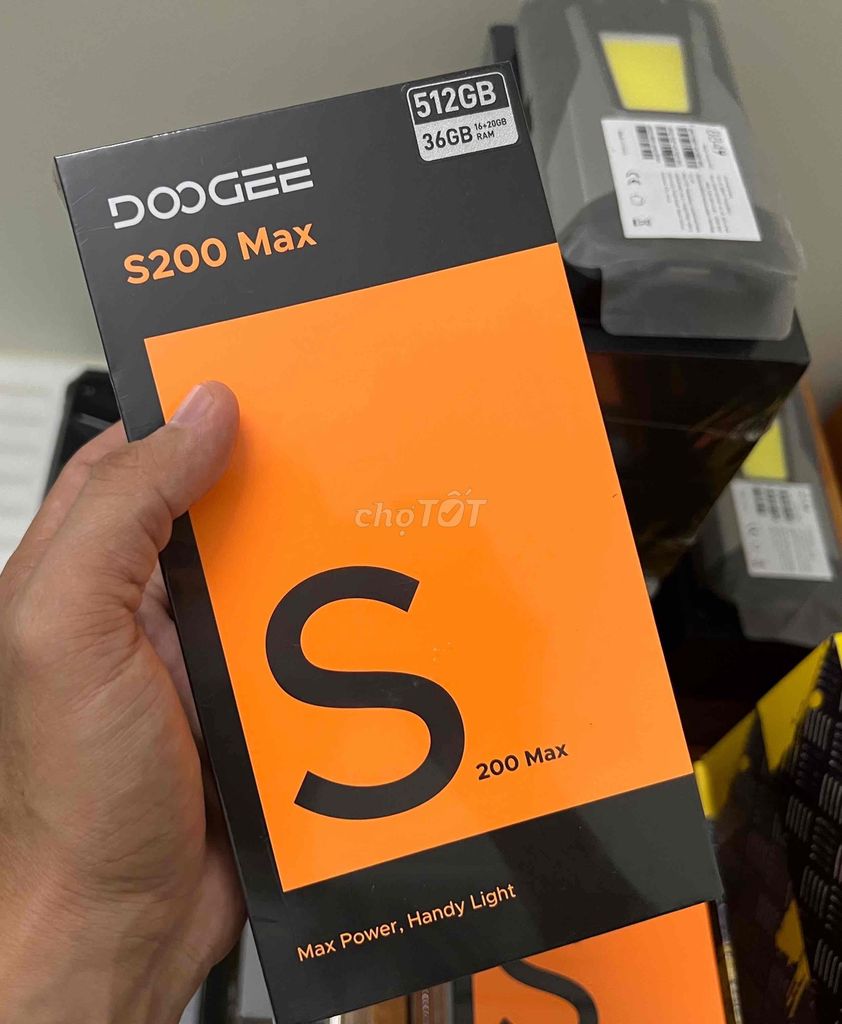 512GB
36GB 16+20GB RAM
DOOGEE
S200 Max
chợTỐT
S
200 Max
Max Power, Handy Light
S